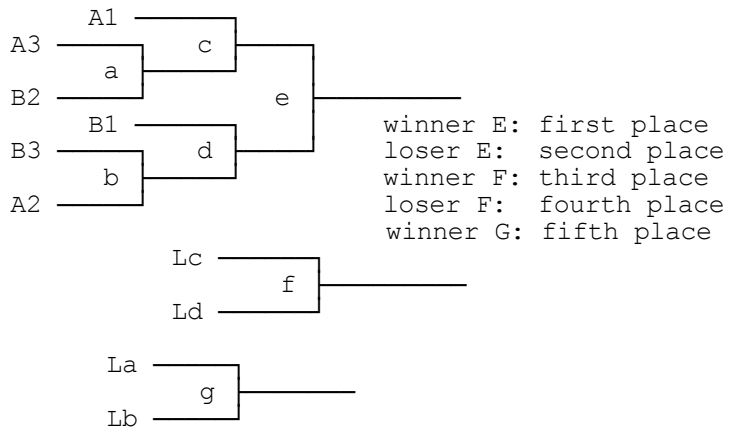 A1
A3
c
a
B2
e
B1
winner E: first place
B3
d
loser E: second place
b
winner F: third place
A2
loser F: fourth place
winner G: fifth place
Lc
f
Ld
La
g
Lb